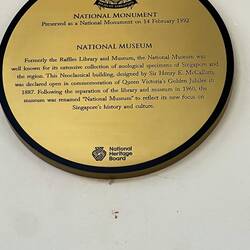 NATIONAL MONUMENT
Preserved as a National Monument on 14 February 1992
NATIONAL MUSEUM
Formerly the Raffles Library and Museum, the National Museum was
well known for its extensive collection of zoological specimens of Singapore and
the region. This Neoclassical building, designed by Sir Henry E. McCallum,
was declared open in commemoration of Queen Victoria's Golden Jubilee in
1887. Following the separation of the library and museum in 1960, the
museum was renamed "National Museum" to reflect its new focus on
Singapore's history and culture.
National
Heritage
Board